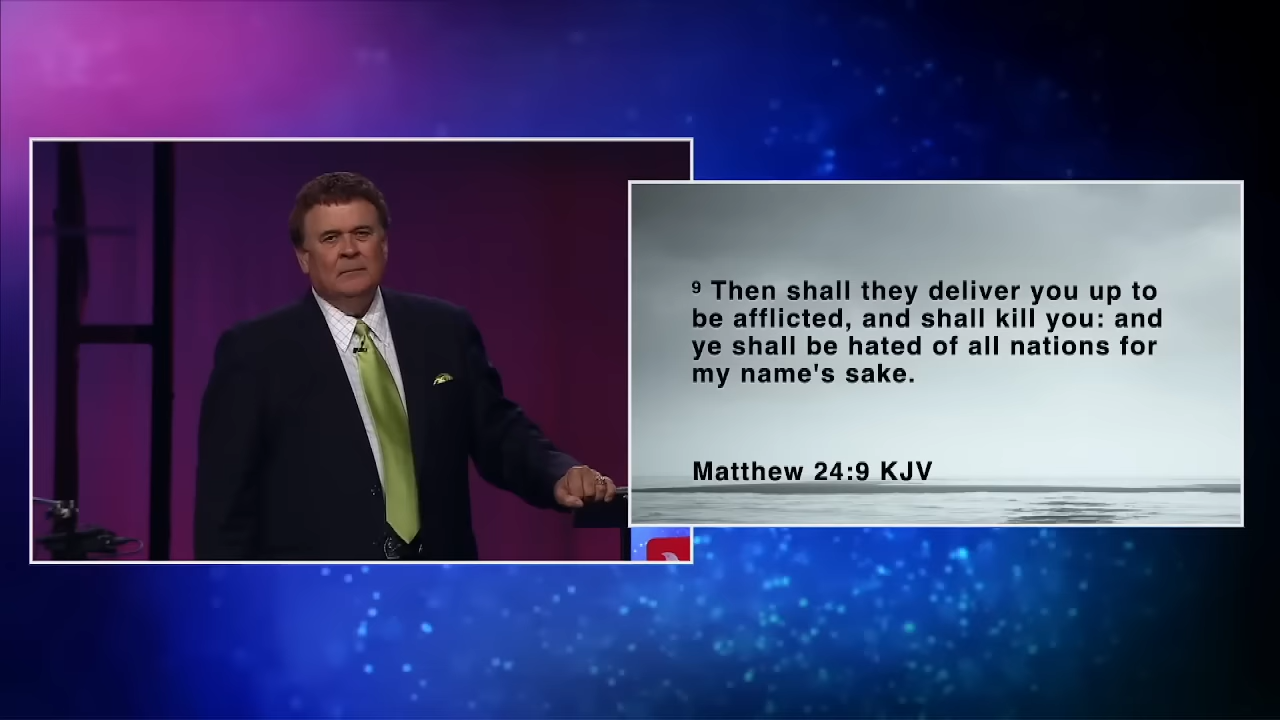 9 Then shall they deliver you up to
be afflicted, and shall kill you: and
ye shall be hated of all nations for
my name's sake.
Matthew 24:9 KJV